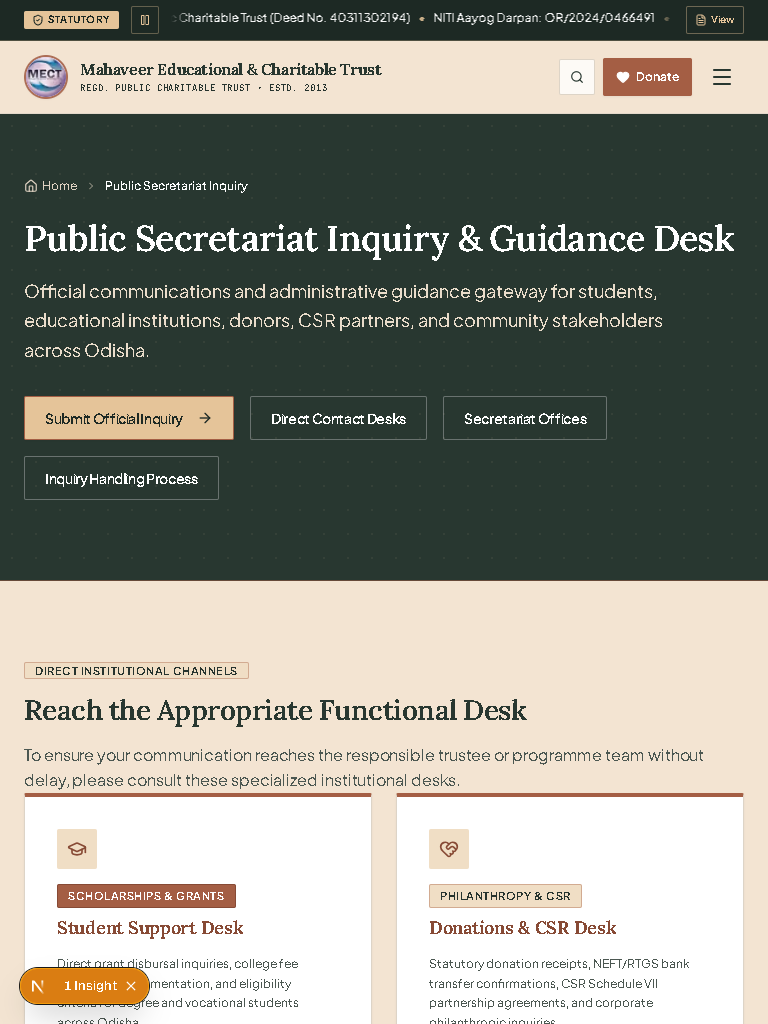 STATUTORY
Charitable Trust (Deed No. 40311302194) • NITI Aayog Darpan: OR/2024/0466491 •
View
MECT
Mahaveer Educational & Charitable Trust
REGD. PUBLIC CHARITABLE TRUST • ESTD. 2013
Donate
Home > Public Secretariat Inquiry
Public Secretariat Inquiry & Guidance Desk
Official communications and administrative guidance gateway for students,
educational institutions, donors, CSR partners, and community stakeholders
across Odisha.
Submit Official Inquiry →
Direct Contact Desks
Secretariat Offices
Inquiry Handling Process
DIRECT INSTITUTIONAL CHANNELS
Reach the Appropriate Functional Desk
To ensure your communication reaches the responsible trustee or programme team without
delay, please consult these specialized institutional desks.
SCHOLARSHIPS & GRANTS
Student Support Desk
Direct grant disbursal inquiries, college fee
mentation, and eligibility
degree and vocational students
across Odisha
PHILANTHROPY & CSR
Donations & CSR Desk
Statutory donation receipts, NEFT/RTGS bank
transfer confirmations, CSR Schedule VII
partnership agreements, and corporate
philanthropic inquiries.
N 1 Insight ×